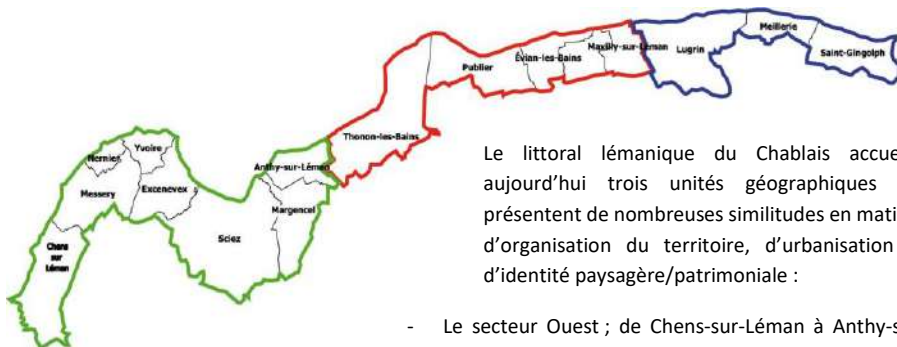 Meillerie
Lugrin
Saint-Gingolph
Maxilly-sur-Léman
Évian-les-Bains
Publier
Thonon-les-Bains
Anthy-sur-Léman
Yvoire
Nernier
Excenevex
Messery
Margencel
Sciez
Chens
sur
Léman
Le littoral lémanique du Chablais accue
aujourd’hui trois unités géographiques
présentent de nombreuses similitudes en mati
d’organisation du territoire, d’urbanisation
d’identité paysagère/patrimoniale :
- Le secteur Ouest ; de Chens-sur-Léman à Anthy-s